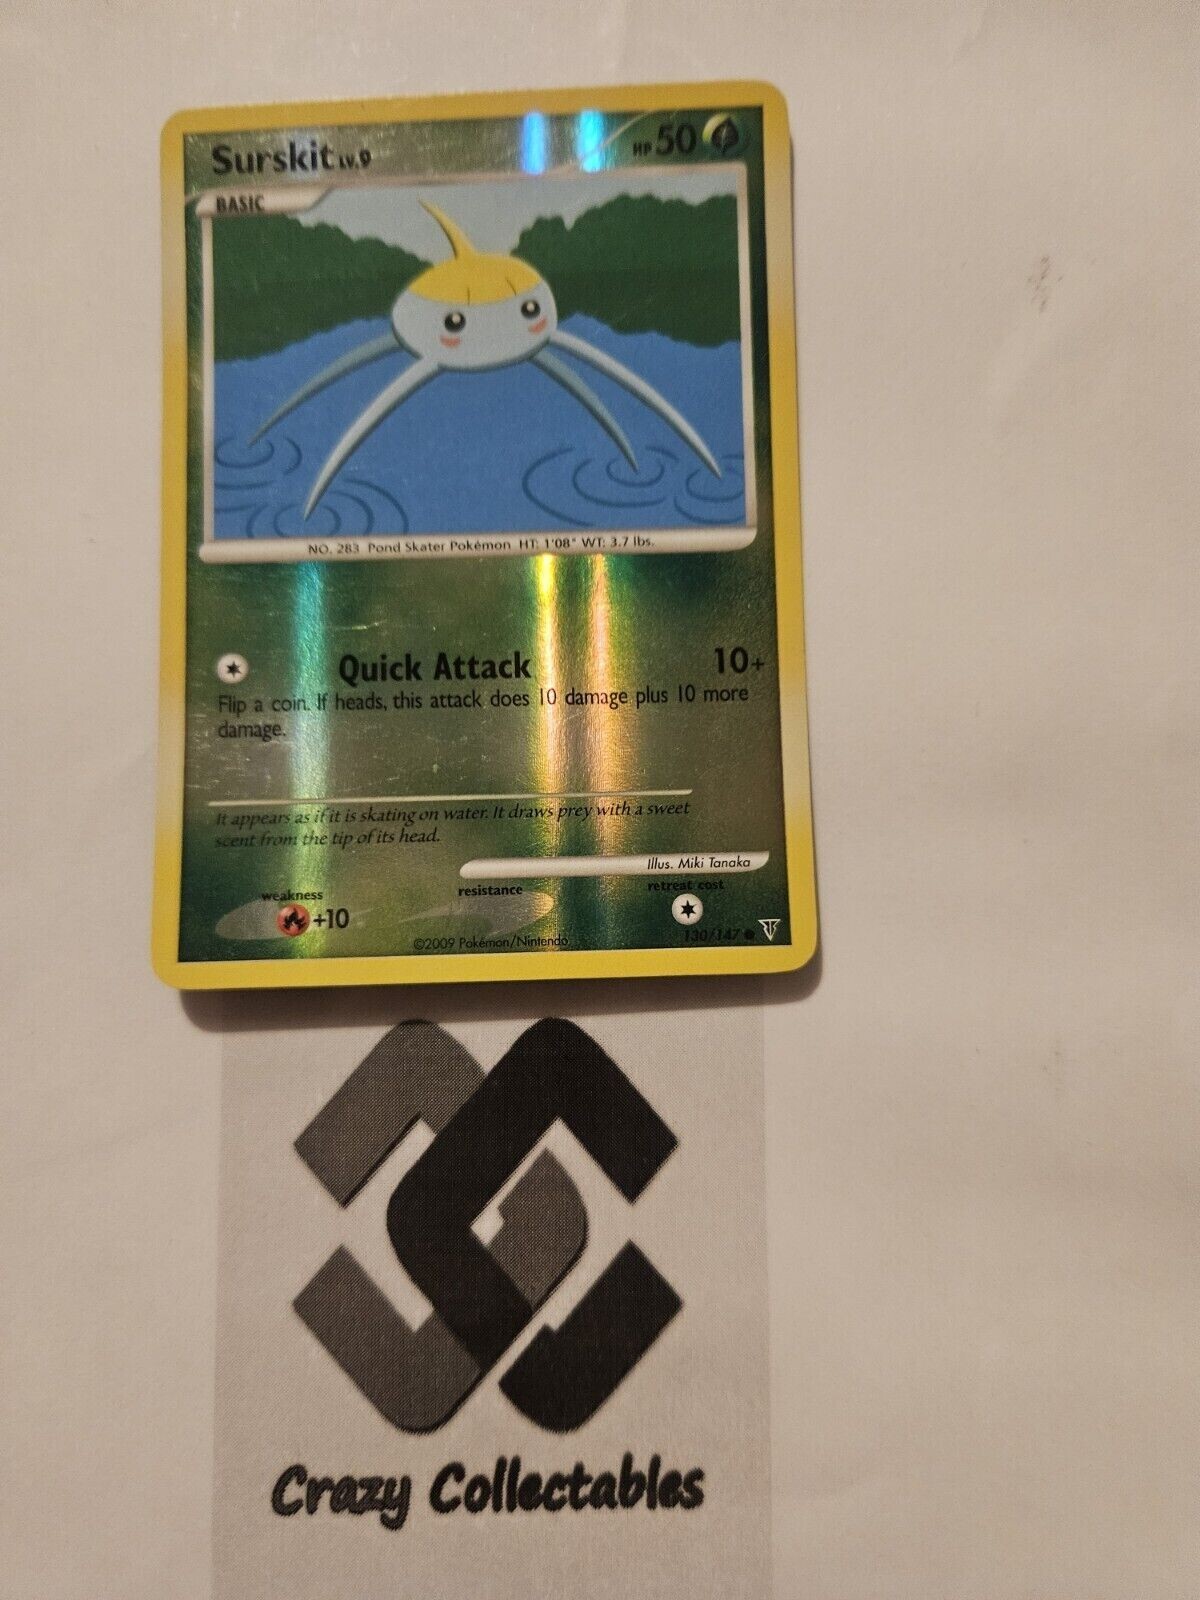 Surskit LV.9 HP 50
BASIC
NO. 283 Pond Skater Pokémon HT: 1'08" WT: 3.7 lbs.
Quick Attack 10+
Flip a coin. If heads, this attack does 10 damage plus 10 more
damage.
It appears as if it is skating on water. It draws prey with a sweet
scent from the tip of its head.
Illus. Miki Tanaka
weakness resistance retreat cost
+10
©2009 Pokémon/Nintendo 130/147
Crazy Collectables